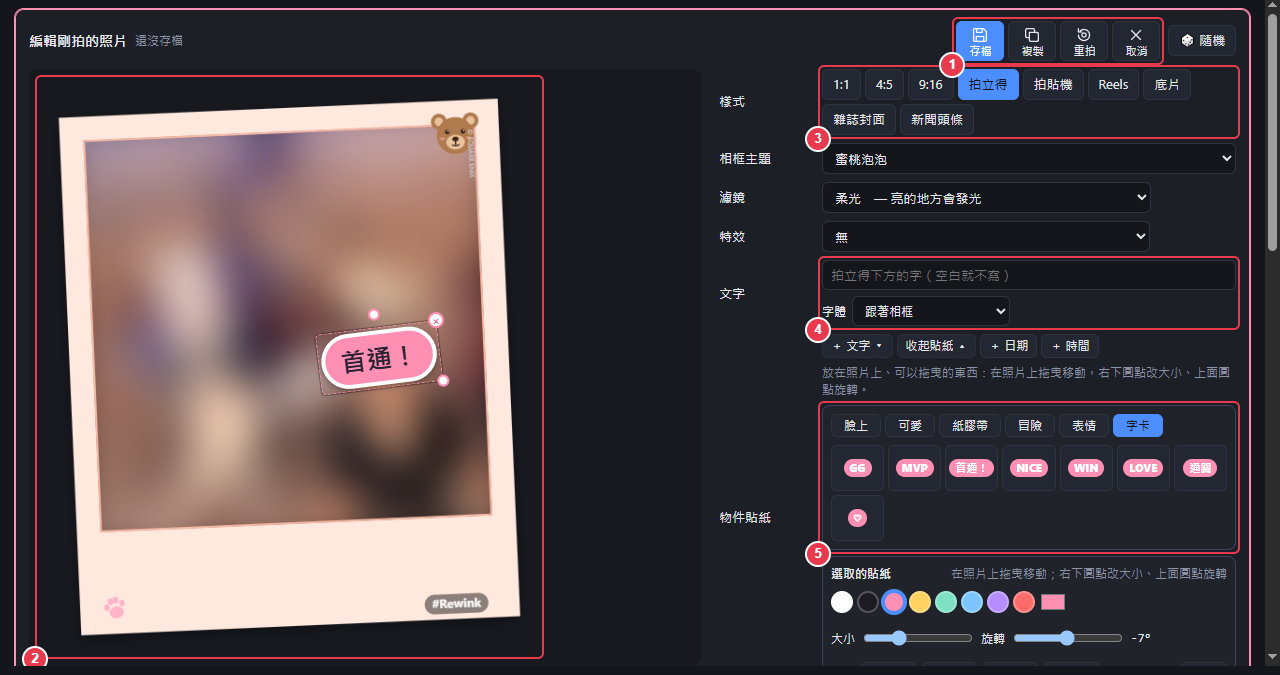 編輯剛拍的照片 還沒存檔
存檔 複製 重拍 取消 隨機
1
樣式
1:1 4:5 9:16 拍立得 拍貼機 Reels 底片
雜誌封面 新聞頭條
3
相框主題 蜜桃泡泡
濾鏡 柔光 — 亮的地方會發光
特效 無
文字
拍立得下方的字（空白就不寫）
字體 跟著相框
4
+ 文字 ▾ 收起貼紙 ▴ + 日期 + 時間
放在照片上、可以拖曳的東西：在照片上拖曳移動，右下圓點改大小、上面圓
點旋轉。
臉上 可愛 紙膠帶 冒險 表情 字卡
GG MVP 首通！ NICE WIN LOVE 通關
物件貼紙
5
選取的貼紙 在照片上拖曳移動；右下圓點改大小、上面圓點旋轉
大小 旋轉 -7°
© SQUARE ENIX
首通！
×
#Rewink
2